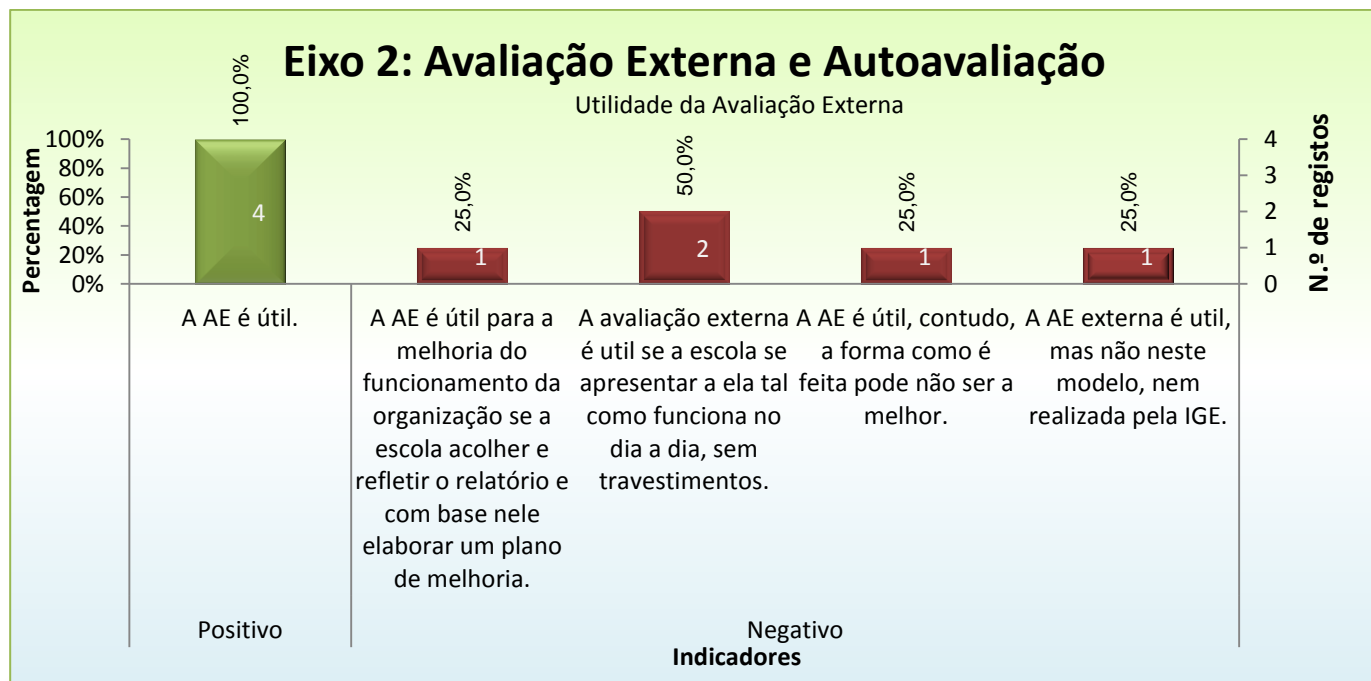 Eixo 2: Avaliação Externa e Autoavaliação
Utilidade da Avaliação Externa
Percentagem
100%
80%
60%
40%
20%
0%
100,0%
25,0%
50,0%
25,0%
25,0%
4
1
2
1
1
4
3
2
1
0
N.º de registos
A AE é útil.
A AE é útil para a
melhoria do
funcionamento da
organização se a
escola acolher e
refletir o relatório e
com base nele
elaborar um plano
de melhoria.
A avaliação externa
é util se a escola se
apresentar a ela tal
como funciona no
dia a dia, sem
travestimentos.
A AE é útil, contudo,
a forma como é
feita pode não ser a
melhor.
A AE externa é util,
mas não neste
modelo, nem
realizada pela IGE.
Positivo
Negativo
Indicadores